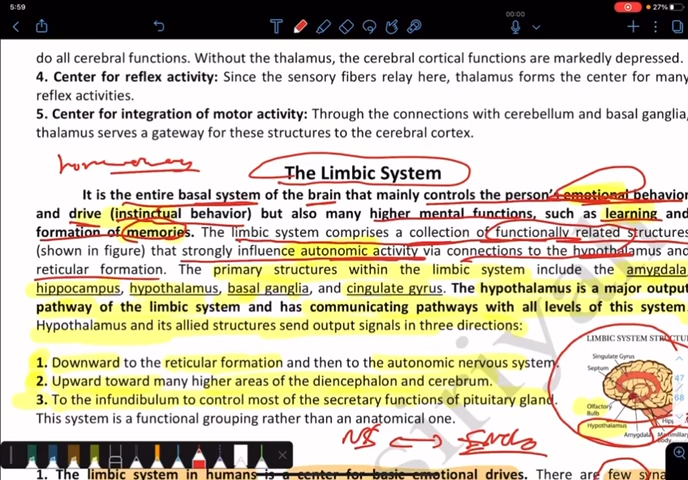 5:59
00:00
27%
do all cerebral functions. Without the thalamus, the cerebral cortical functions are markedly depressed.
4. Center for reflex activity: Since the sensory fibers relay here, thalamus forms the center for many
reflex activities.
5. Center for integration of motor activity: Through the connections with cerebellum and basal ganglia,
thalamus serves a gateway for these structures to the cerebral cortex.
The Limbic System
It is the entire basal system of the brain that mainly controls the person's emotional behavior
and drive (instinctual behavior) but also many higher mental functions, such as learning and
formation of memories. The limbic system comprises a collection of functionally related structures
(shown in figure) that strongly influence autonomic activity via connections to the hypothalamus and
reticular formation. The primary structures within the limbic system include the amygdala,
hippocampus, hypothalamus, basal ganglia, and cingulate gyrus. The hypothalamus is a major output
pathway of the limbic system and has communicating pathways with all levels of this system.
Hypothalamus and its allied structures send output signals in three directions:
LIMBIC SYSTEM STRUCTU
1. Downward to the reticular formation and then to the autonomic nervous system.
Singulate Gyrus
Septum
2. Upward toward many higher areas of the diencephalon and cerebrum.
47
3. To the infundibulum to control most of the secretary functions of pituitary gland.
68
Olfactory
Bulb
This system is a functional grouping rather than an anatomical one.
Hypothalamus
Hip
Amygdala
Mammillary
Body
NS Endo
1. The limbic system in humans is a center for basic emotional drives. There are few syna